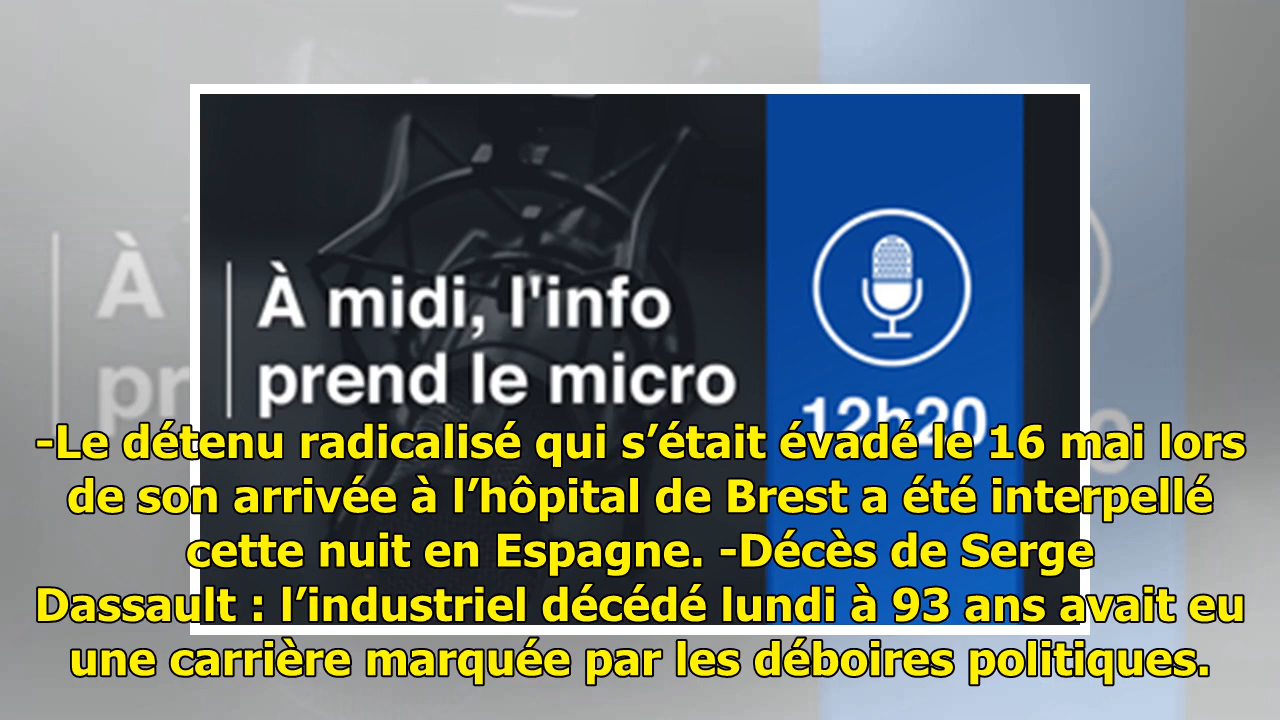 À midi, l'info
prend le micro
12h20
À
pr
-Le détenu radicalisé qui s’était évadé le 16 mai lors
de son arrivée à l’hôpital de Brest a été interpellé
cette nuit en Espagne. -Décès de Serge
Dassault : l’industriel décédé lundi à 93 ans avait eu
une carrière marquée par les déboires politiques.